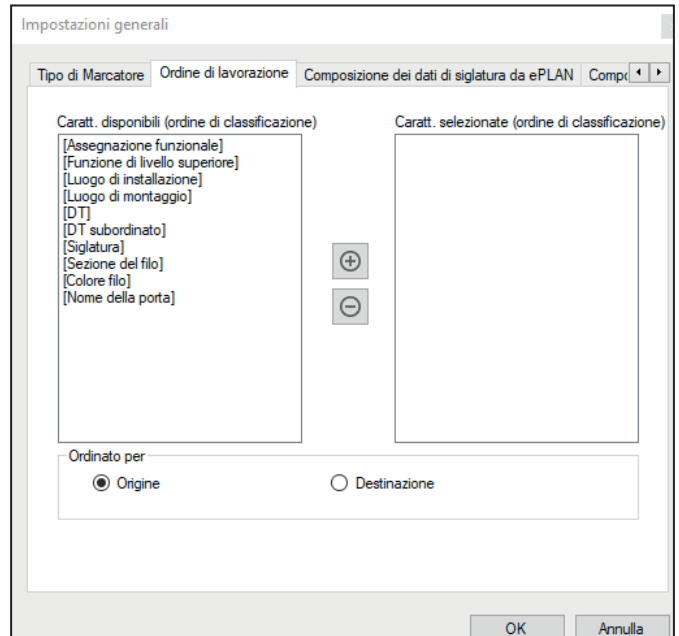 Impostazioni generali
Tipo di Marcatore Ordine di lavorazione Composizione dei dati di siglatura da ePLAN
Caratt. disponibili (ordine di classificazione) Caratt. selezionate (ordine di classificazione)
[Assegnazione funzionale]
[Funzione di livello superiore]
[Luogo di installazione]
[Luogo di montaggio]
[DT]
[DT subordinato]
[Siglatura]
[Sezione del filo]
[Colore filo]
[Nome della porta]
Ordinato per
Origine Destinazione
OK Annulla